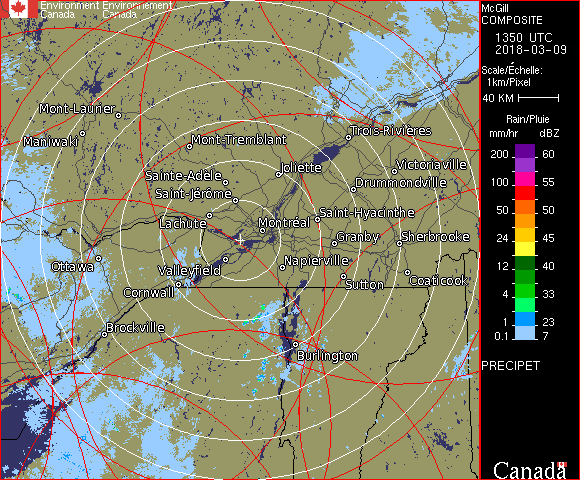 Environment Environnement
Canada Canada
McGill
COMPOSITE
1350 UTC
2018-03-09
Scale/Échelle:
1km/Pixel
40 KM
Rain/Pluie
mm/hr dBZ
200 60
100 55
75 53
50 50
24 45
12 40
4 33
1 23
0.1 7
PRECIPET
Canada
Mont-Laurier
Maniwaki
Mont-Tremblant
Trois-Rivières
Sainte-Adèle
Joliette
Victoriaville
Saint-Jérôme
Drummondville
Lachute
Montréal
Saint-Hyacinthe
Granby
Sherbrooke
Ottawa
Valleyfield
Napierville
Cornwall
Sutton
Coaticook
Brockville
Burlington